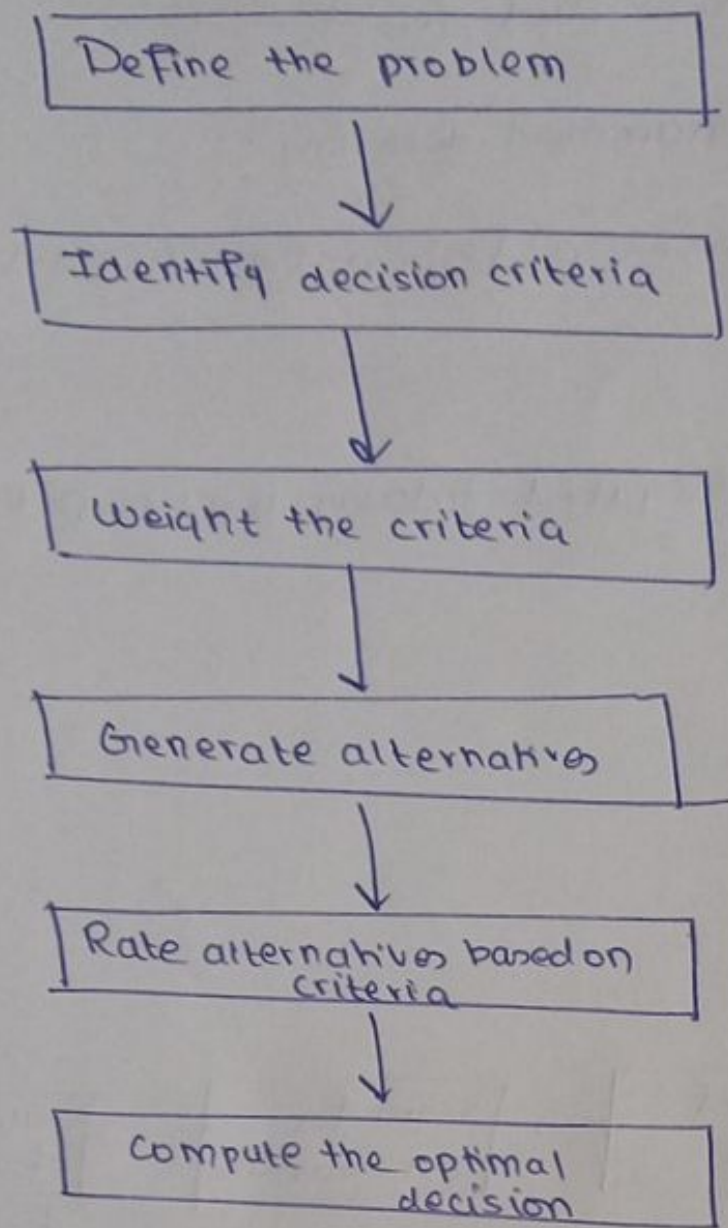 Define the problem
Identify decision criteria
Weight the criteria
Generate alternatives
Rate alternatives based on
criteria
Compute the optimal
decision